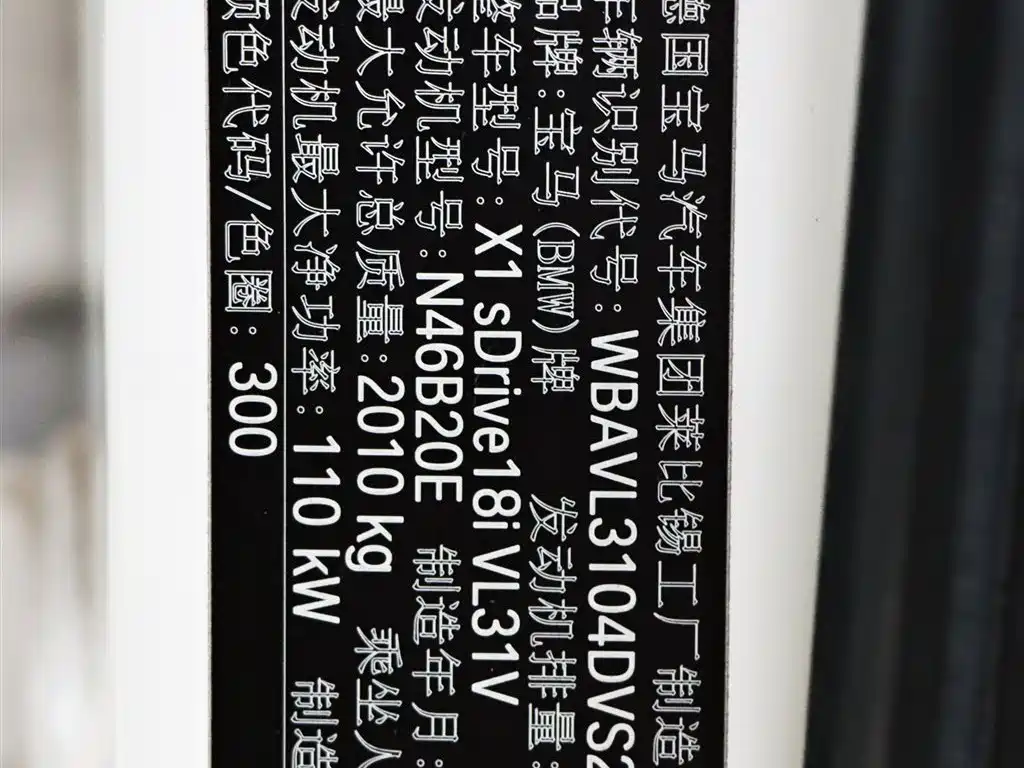 德国宝马汽车集团莱比锡工厂 制造
车辆识别代号:WBAVL3104DVS2
品牌:宝马(BMW)牌 发动机排量:
整车型号:X1 sDrive18i VL31V
发动机型号:N46B20E 制造年月:
最大允许总质量:2010 kg 乘坐人
发动机最大净功率:110 kW 制造
颜色代码/色圈:300